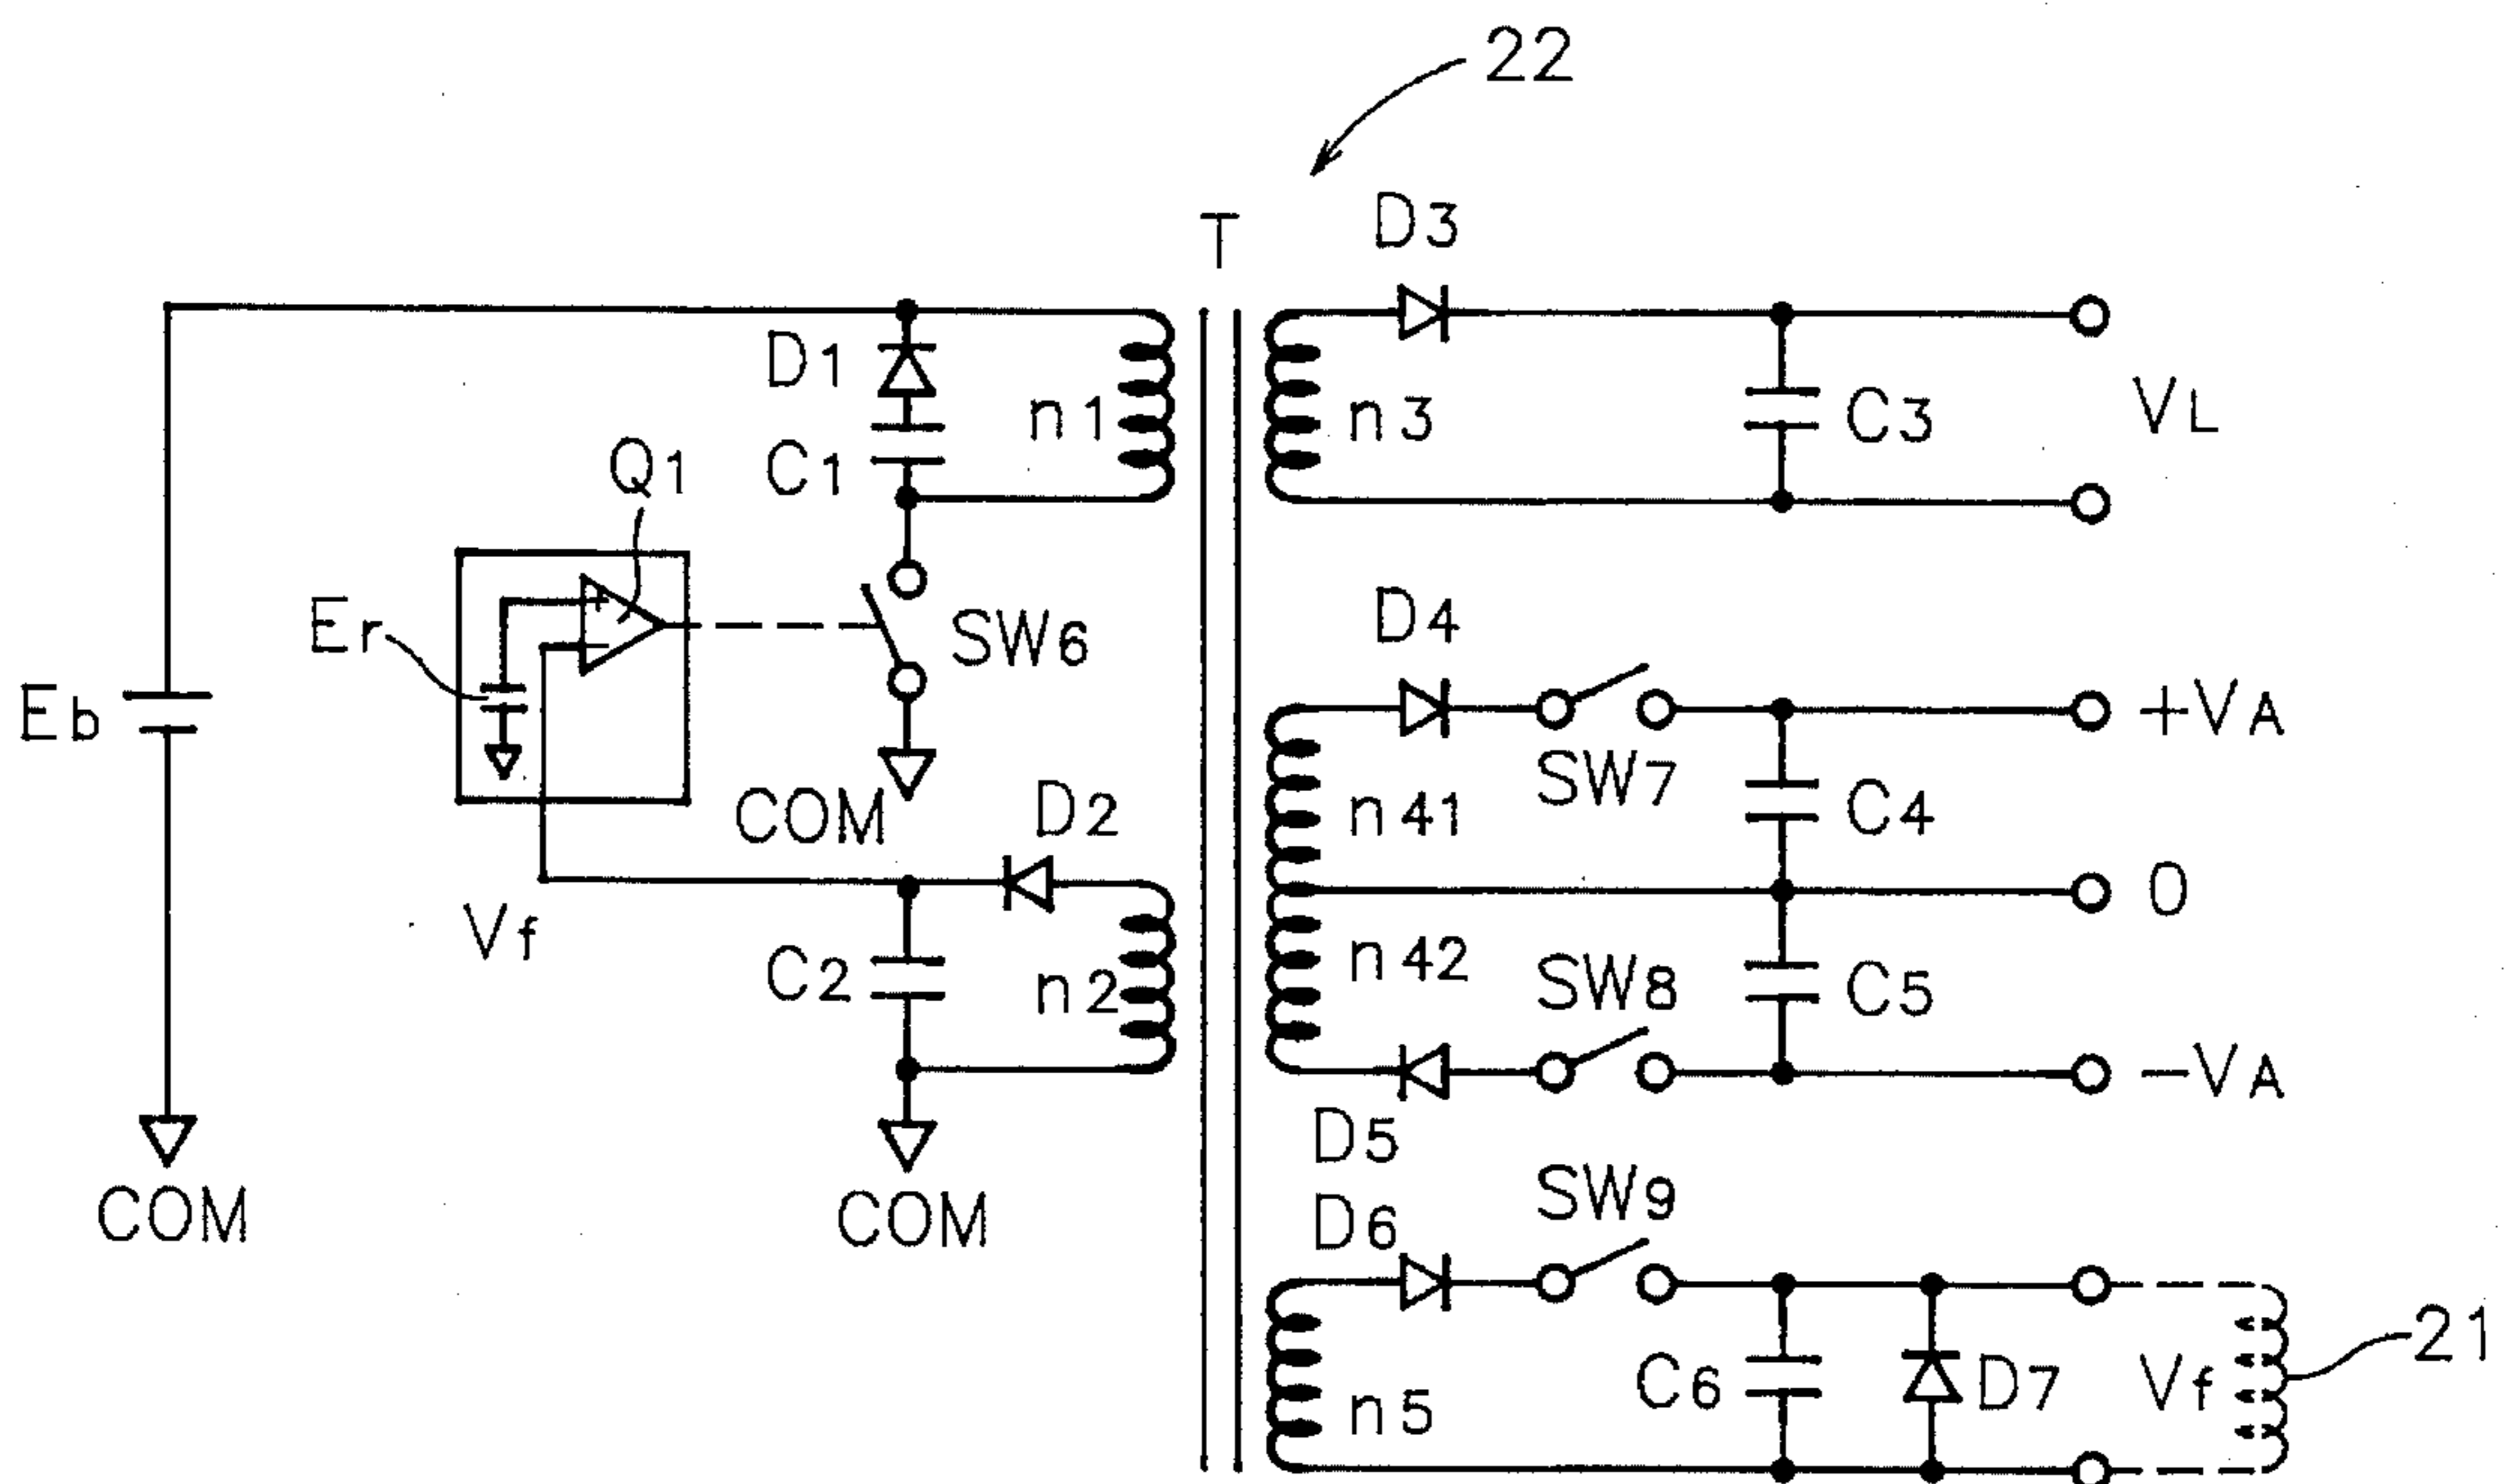 22
T
D3
D1
n1
n3
C3
VL
C1
Q1
Er
+
−
SW6
D4
Eb
SW7
+VA
COM
D2
n41
C4
0
Vf
C2
n2
n42
SW8
C5
−VA
D5
COM
COM
D6
SW9
21
n5
C6
D7
Vf